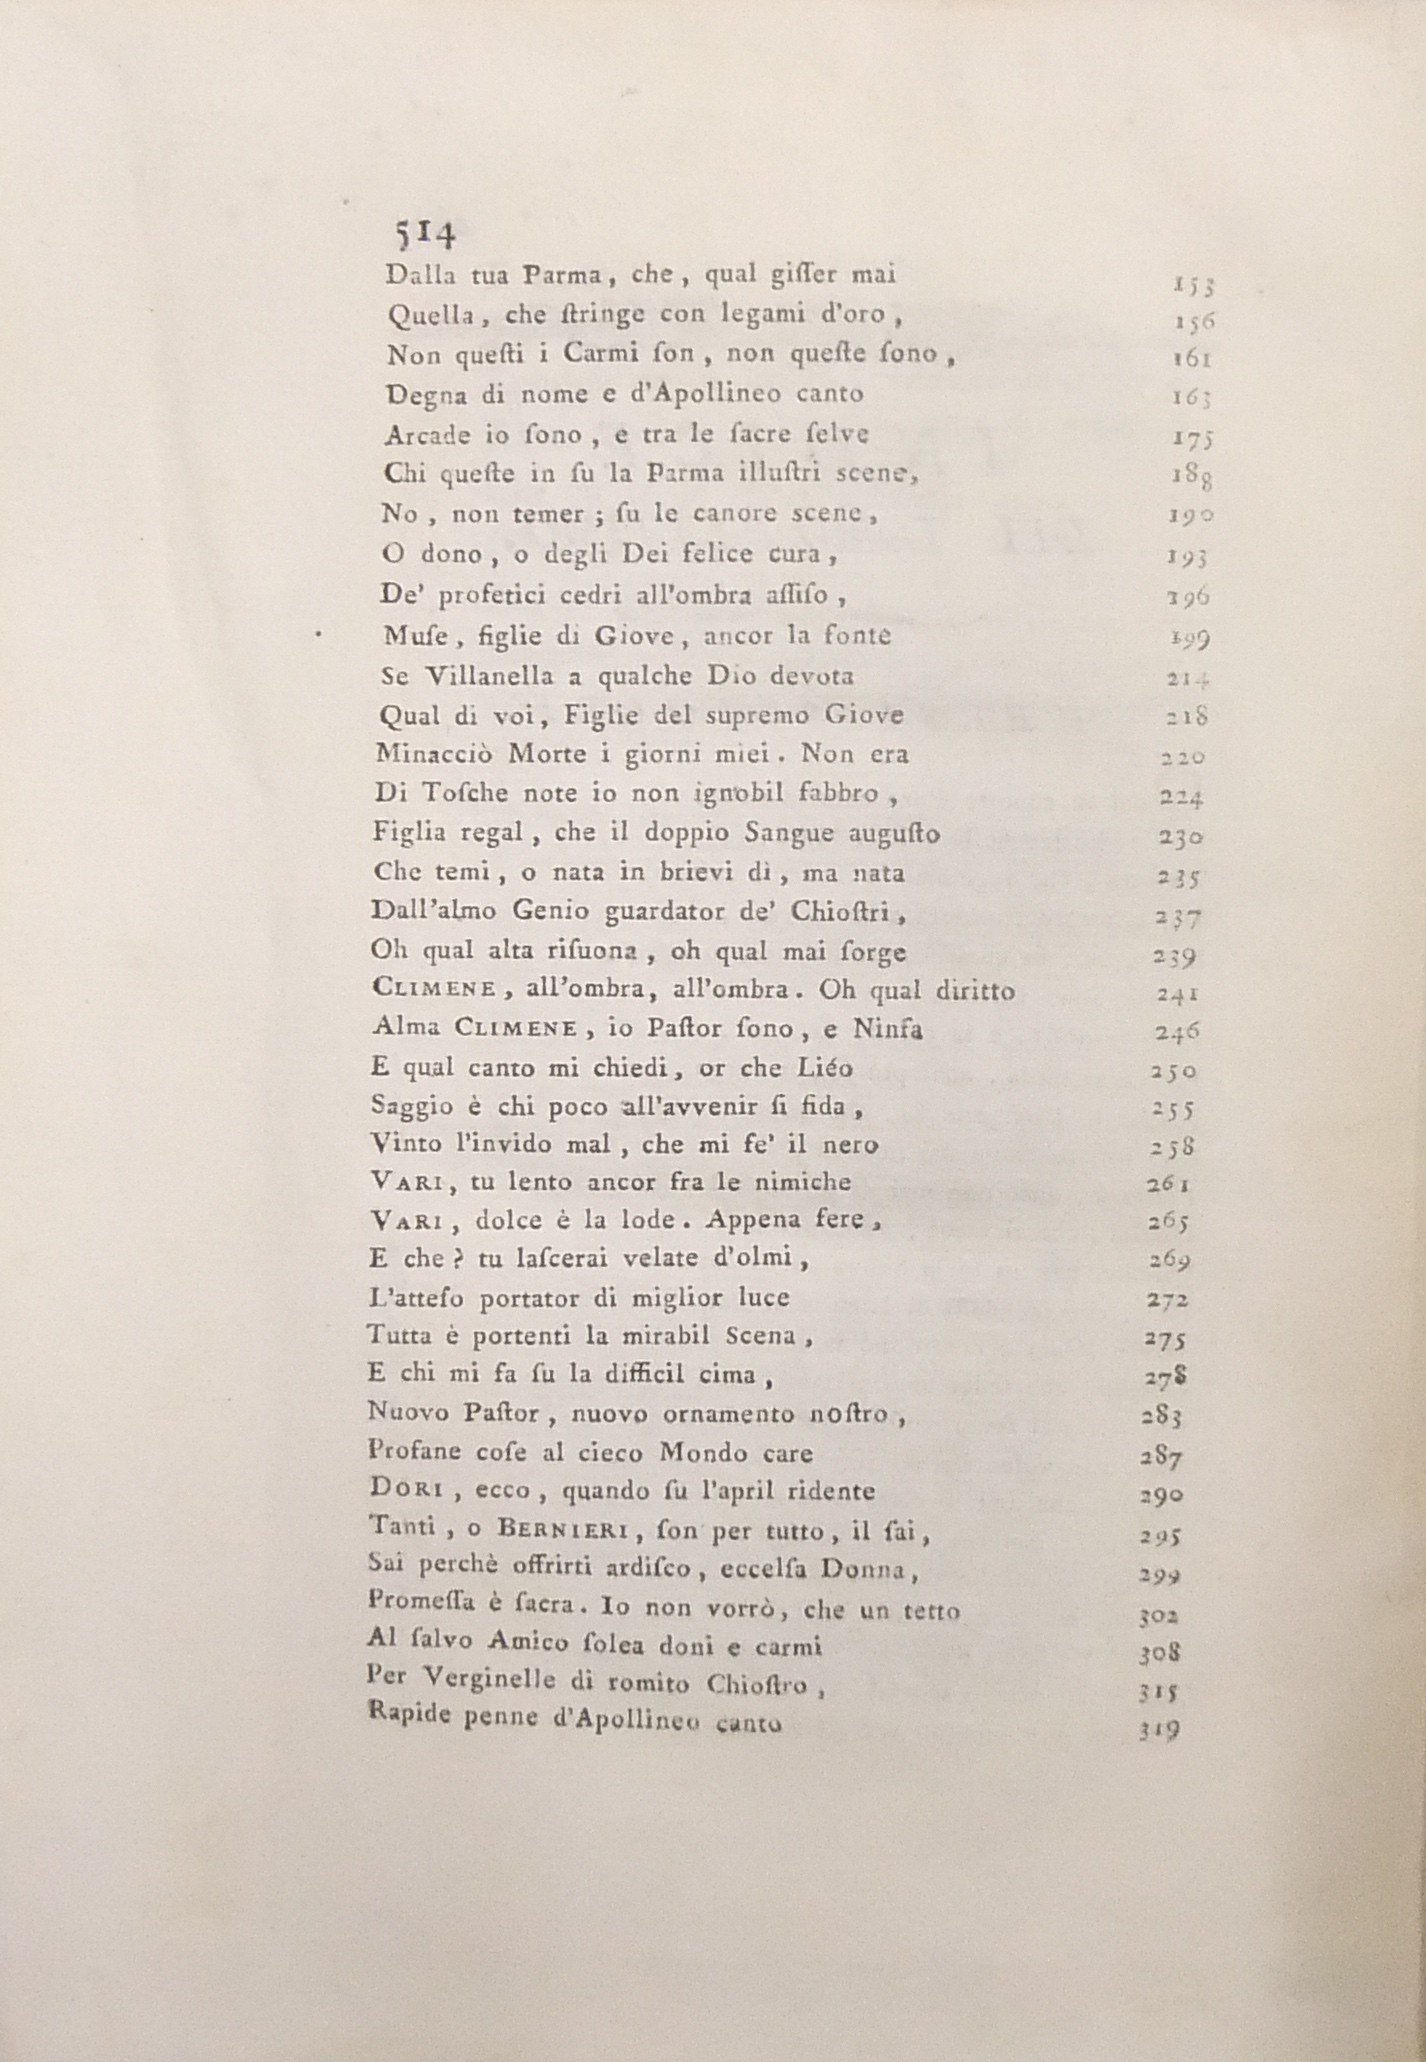 514
Dalla tua Parma, che, qual giſſer mai 153
Quella, che ſtringe con legami d'oro, 156
Non queſti i Carmi ſon, non queſte ſono, 161
Degna di nome e d'Apollineo canto 163
Arcade io ſono, e tra le ſacre ſelve 175
Chi queſte in ſu la Parma illuſtri scene, 188
No, non temer; ſu le canore scene, 190
O dono, o degli Dei felice cura, 193
De' profetici cedri all'ombra aſſiſo, 196
Muſe, figlie di Giove, ancor la fonte 199
Se Villanella a qualche Dio devota 214
Qual di voi, Figlie del supremo Giove 218
Minacciò Morte i giorni miei. Non era 220
Di Toſche note io non ignobil fabbro, 224
Figlia regal, che il doppio Sangue auguſto 230
Che temi, o nata in brievi dì, ma nata 235
Dall'almo Genio guardator de' Chioſtri, 237
Oh qual alta riſuona, oh qual mai ſorge 239
CLIMENE, all'ombra, all'ombra. Oh qual diritto 241
Alma CLIMENE, io Paſtor ſono, e Ninfa 246
E qual canto mi chiedi, or che Liéo 250
Saggio è chi poco all'avvenir ſi fida, 255
Vinto l'invido mal, che mi fe' il nero 258
VARI, tu lento ancor fra le nimiche 261
VARI, dolce è la lode. Appena fere, 265
E che? tu laſcerai velate d'olmi, 269
L'atteſo portator di miglior luce 272
Tutta è portenti la mirabil Scena, 275
E chi mi fa ſu la difficil cima, 278
Nuovo Paſtor, nuovo ornamento noſtro, 283
Profane coſe al cieco Mondo care 287
DORI, ecco, quando ſu l'april ridente 290
Tanti, o BERNIERI, ſon per tutto, il ſai, 295
Sai perchè offrirti ardiſco, eccelſa Donna, 299
Promeſſa è ſacra. Io non vorrò, che un tetto 302
Al ſalvo Amico ſolea doni e carmi 308
Per Verginelle di romito Chioſtro, 315
Rapide penne d'Apollineo canto 319